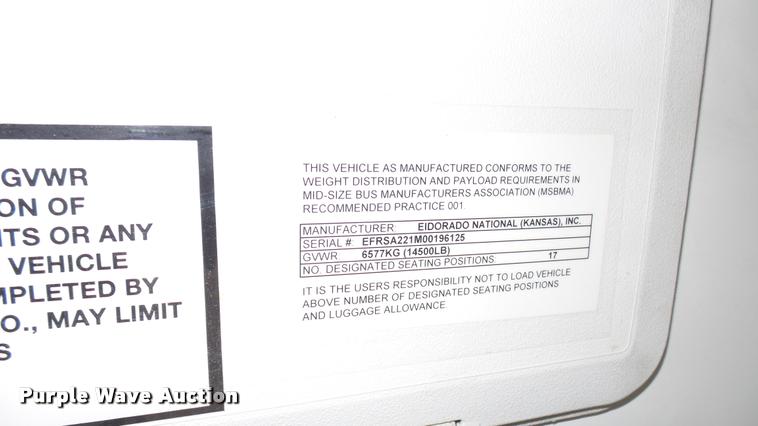 GVWR
ON OF
ITS OR ANY
VEHICLE
MPLETED BY
O., MAY LIMIT
S
THIS VEHICLE AS MANUFACTURED CONFORMS TO THE
WEIGHT DISTRIBUTION AND PAYLOAD REQUIREMENTS IN
MID-SIZE BUS MANUFACTURERS ASSOCIATION (MSBMA)
RECOMMENDED PRACTICE 001.
MANUFACTURER: ElDORADO NATIONAL (KANSAS), INC.
SERIAL #: EFRSA221M00196125
GVWR: 6577KG (14500LB)
NO. DESIGNATED SEATING POSITIONS: 17
IT IS THE USERS RESPONSIBILITY NOT TO LOAD VEHICLE
ABOVE NUMBER OF DESIGNATED SEATING POSITIONS
AND LUGGAGE ALLOWANCE
Purple Wave Auction